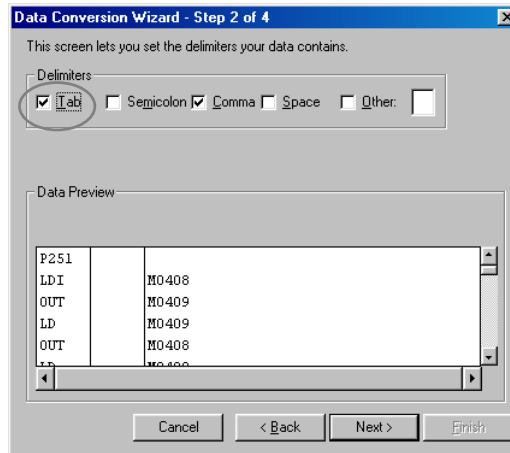 Data Conversion Wizard - Step 2 of 4
This screen lets you set the delimiters your data contains.
Delimiters
Tab Semicolon Comma Space Other:
Data Preview
P251
LDI M0408
OUT M0409
LD M0409
OUT M0408
Cancel < Back Next > Finish